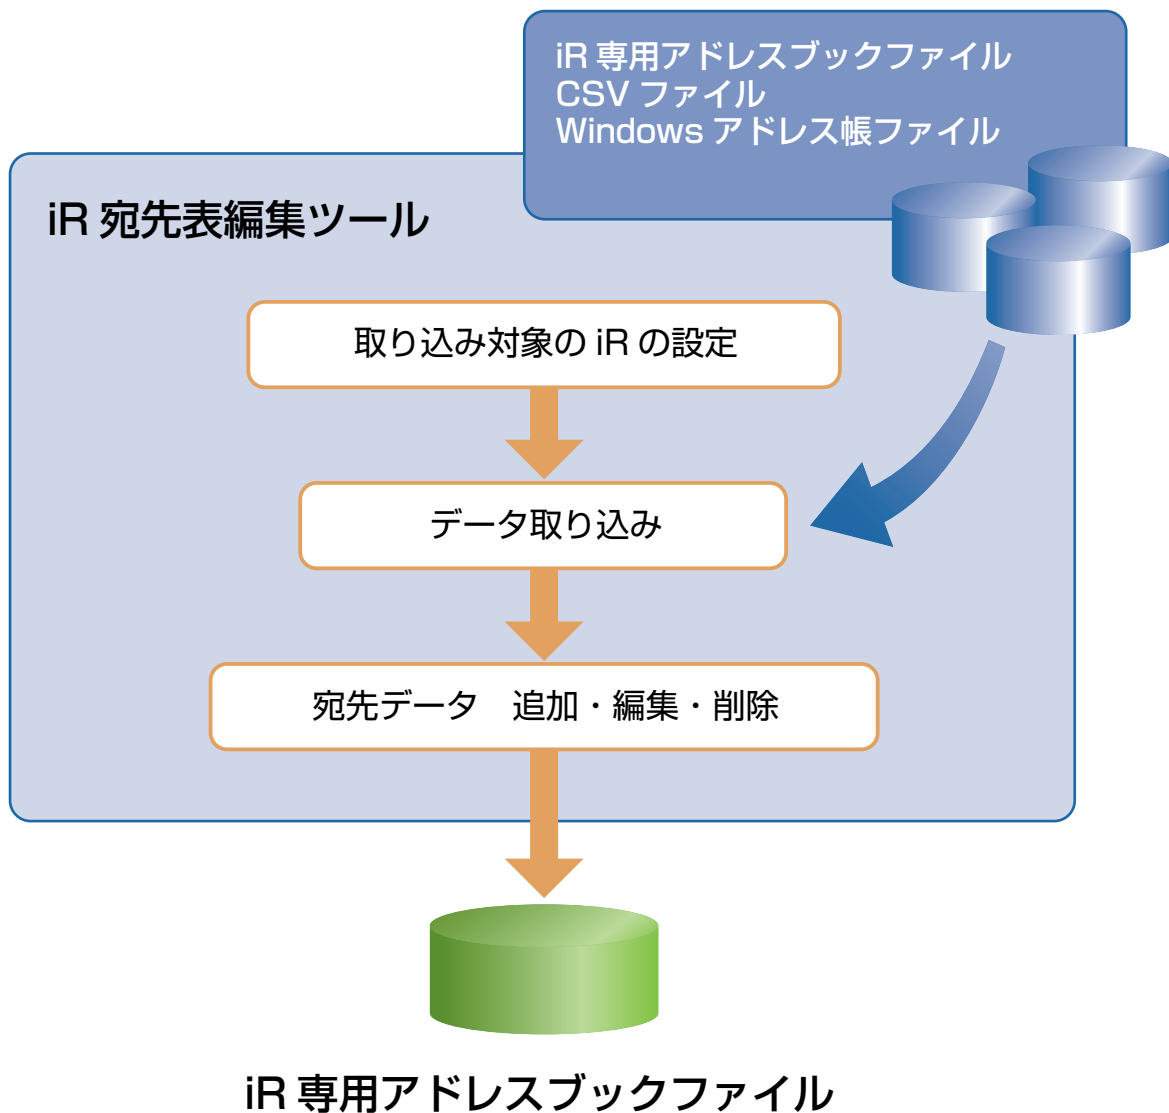 iR 専用アドレスブックファイル
CSV ファイル
Windows アドレス帳ファイル
iR 宛先表編集ツール
取り込み対象の iR の設定
データ取り込み
宛先データ　追加・編集・削除
iR 専用アドレスブックファイル